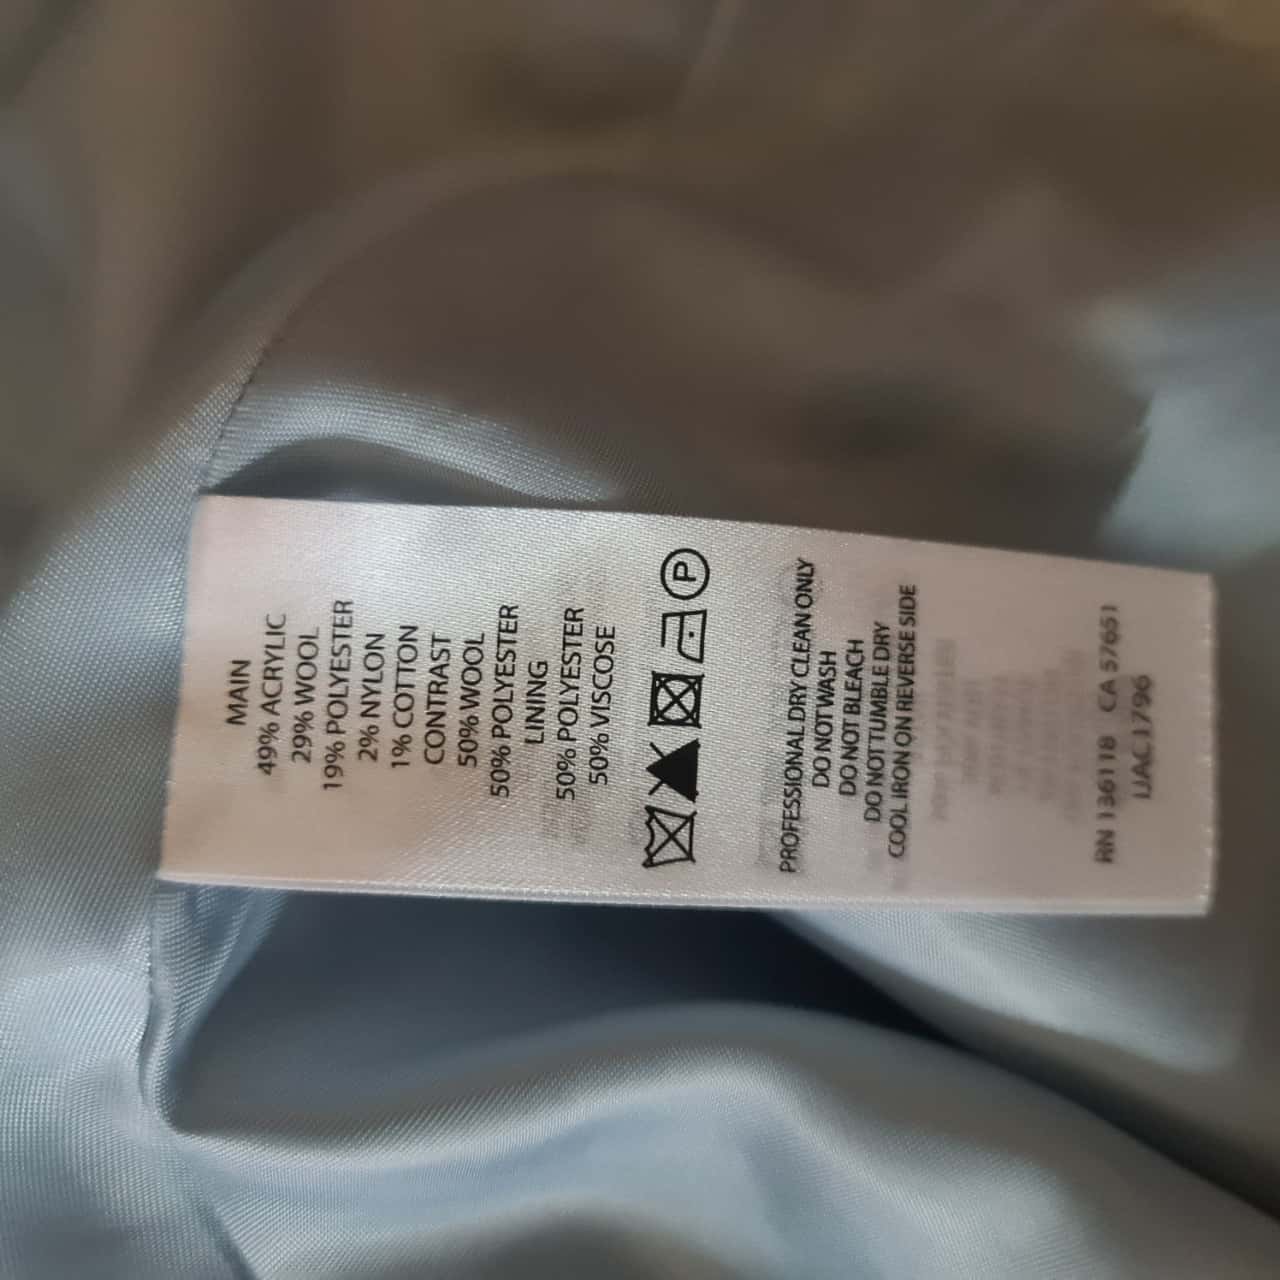 MAIN
49% ACRYLIC
29% WOOL
19% POLYESTER
2% NYLON
1% COTTON
CONTRAST
50% WOOL
50% POLYESTER
LINING
50% POLYESTER
50% VISCOSE
P
PROFESSIONAL DRY CLEAN ONLY
DO NOT WASH
DO NOT BLEACH
DO NOT TUMBLE DRY
COOL IRON ON REVERSE SIDE
RN 136118 CA 57651
IJAC1796